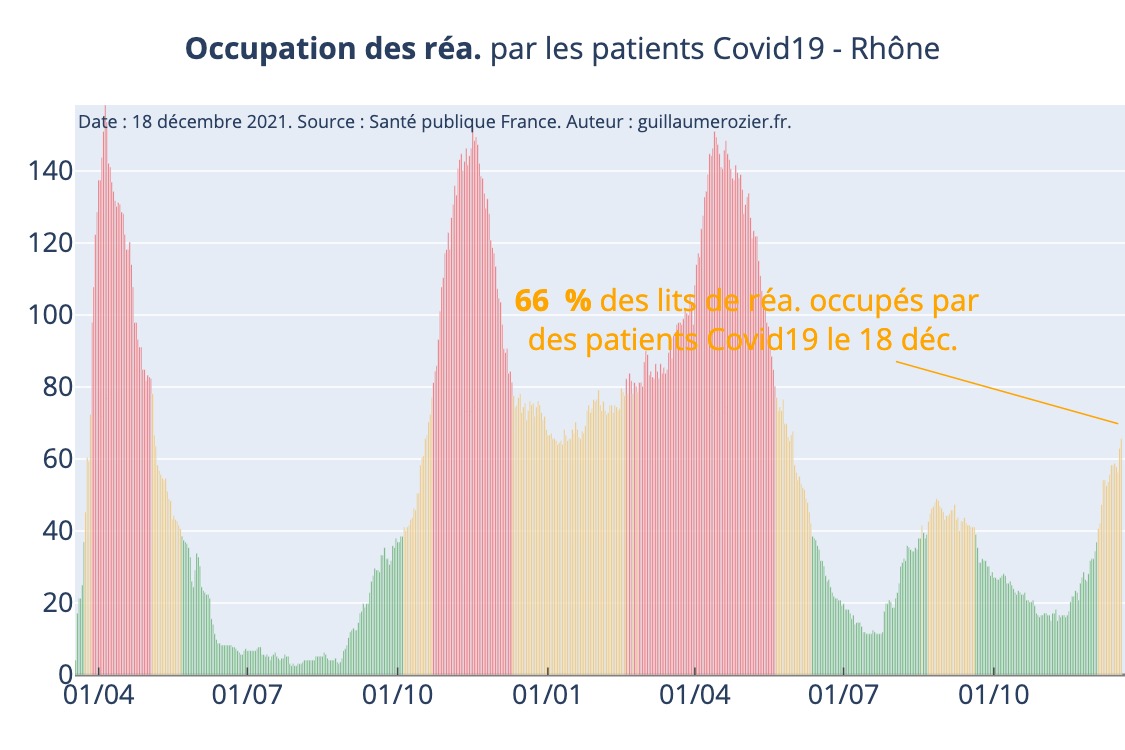 Occupation des réa. par les patients Covid19 - Rhône
Date : 18 décembre 2021. Source : Santé publique France. Auteur : guillaumerozier.fr.
140
120
100
66 % des lits de réa. occupés par
des patients Covid19 le 18 déc.
80
60
40
20
0
01/04 01/07 01/10 01/01 01/04 01/07 01/10